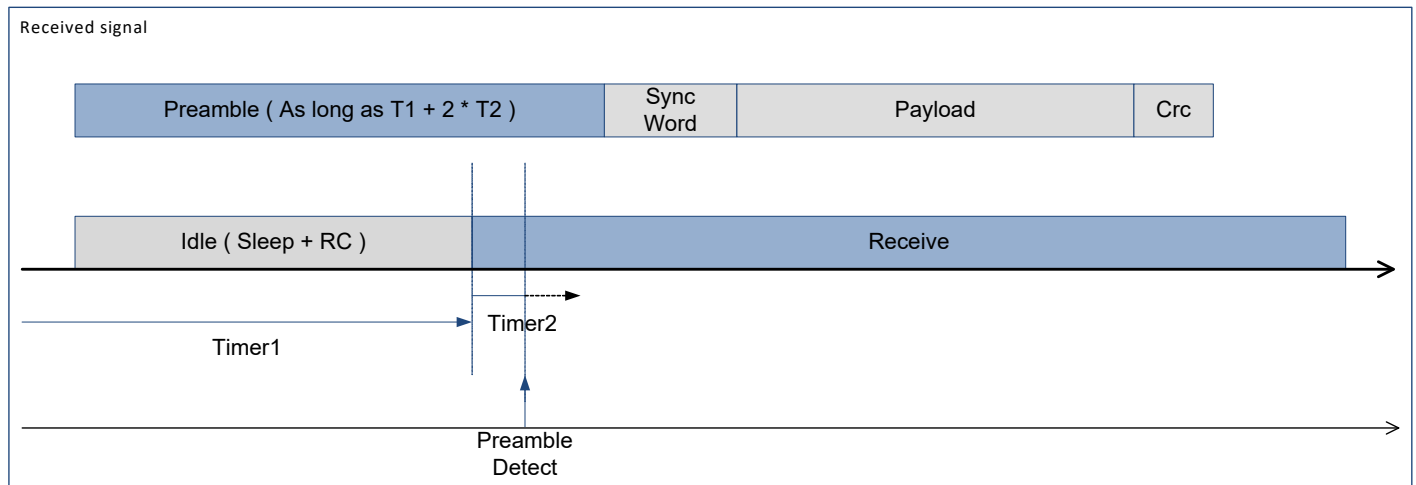 Received signal
Preamble ( As long as T1 + 2 * T2 )
Sync
Word
Payload
Crc
Idle ( Sleep + RC )
Receive
Timer2
Timer1
Preamble
Detect